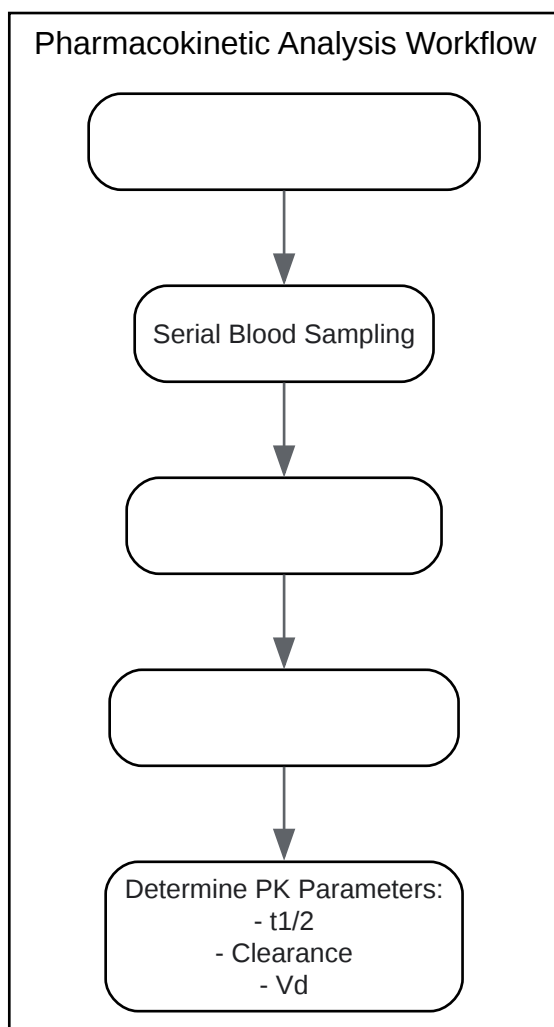 Pharmacokinetic Analysis Workflow
Serial Blood Sampling
Determine PK Parameters:
- t1/2
- Clearance
- Vd